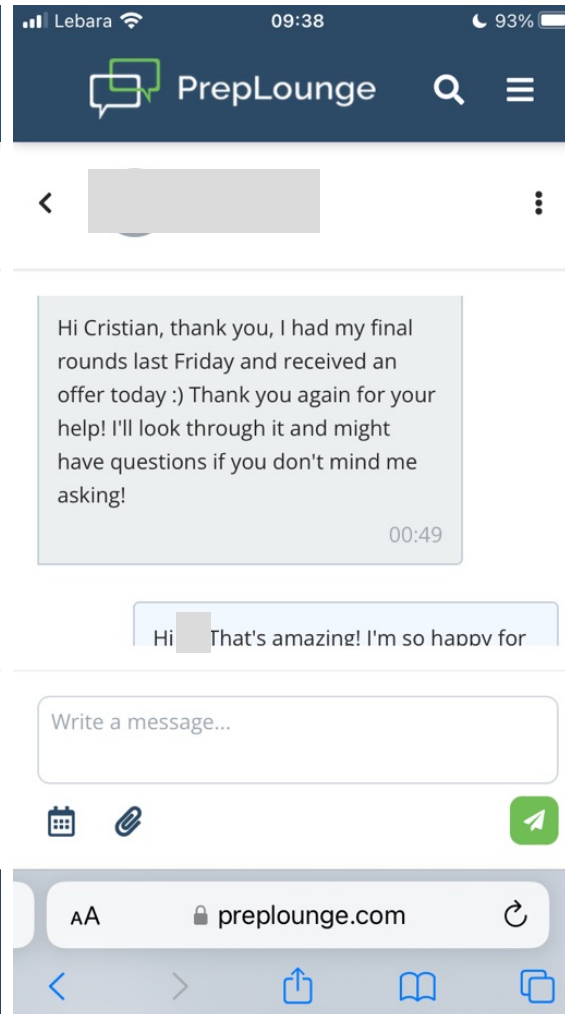 Lebara 09:38 93%
PrepLounge
Hi Cristian, thank you, I had my final
rounds last Friday and received an
offer today :) Thank you again for your
help! I'll look through it and might
have questions if you don't mind me
asking!
00:49
Hi That's amazing! I'm so happy for
Write a message...
AA preplounge.com